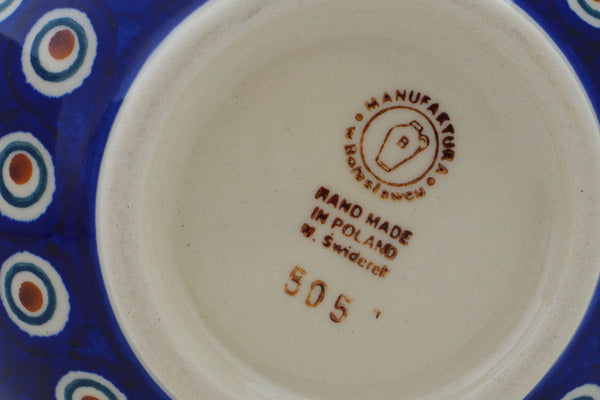 MANUFAKTURA
w Bolesławcu
B
HAND MADE
IN POLAND
W. Świderek
505